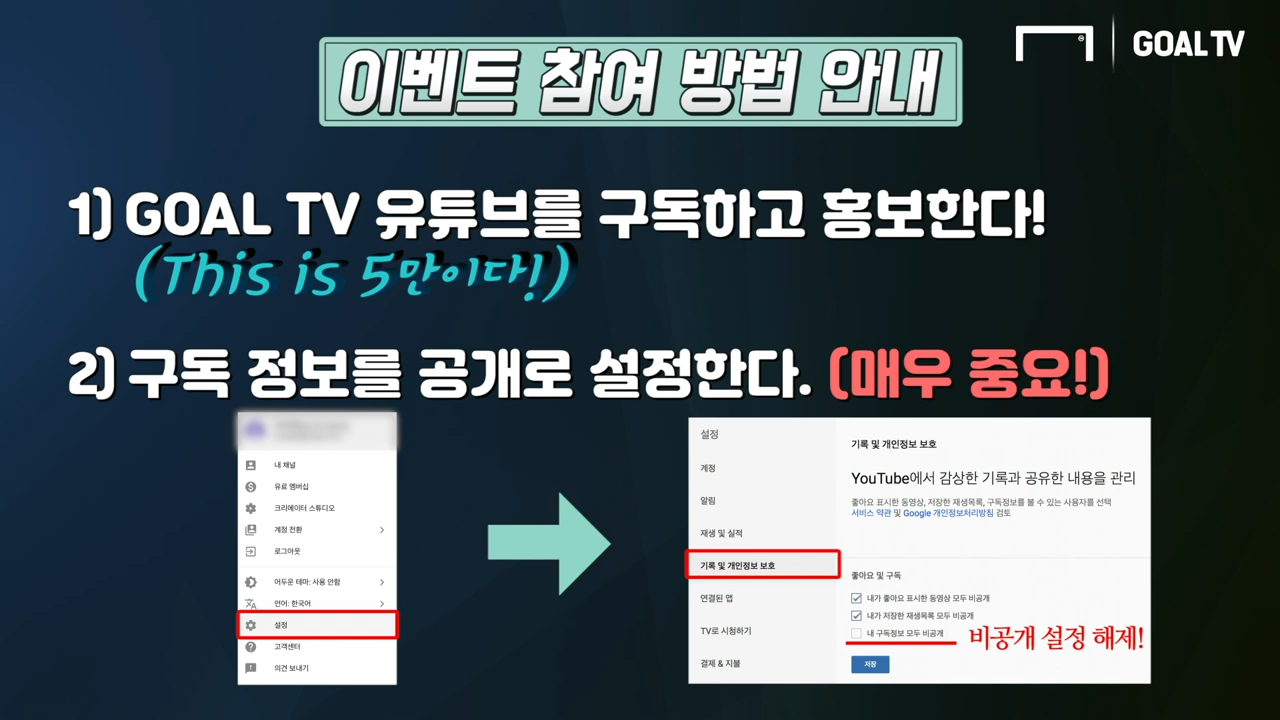 GOAL TV
이벤트 참여 방법 안내
1) GOAL TV 유튜브를 구독하고 홍보한다!
(This is 5만이다!)
2) 구독 정보를 공개로 설정한다. (매우 중요!)
내 채널
유료 멤버십
크리에이터 스튜디오
계정 전환
로그아웃
어두운 테마: 사용 안함
언어: 한국어
설정
고객센터
의견 보내기
설정
계정
알림
재생 및 실적
기록 및 개인정보 보호
연결된 앱
TV로 시청하기
결제 & 지불
기록 및 개인정보 보호
YouTube에서 감상한 기록과 공유한 내용을 관리
좋아요 표시한 동영상, 저장한 재생목록, 구독정보를 볼 수 있는 사용자를 선택
서비스 약관 및 Google 개인정보처리방침 검토
좋아요 및 구독
내가 좋아요 표시한 동영상 모두 비공개
내가 저장한 재생목록 모두 비공개
내 구독정보 모두 비공개
비공개 설정 해제!
저장